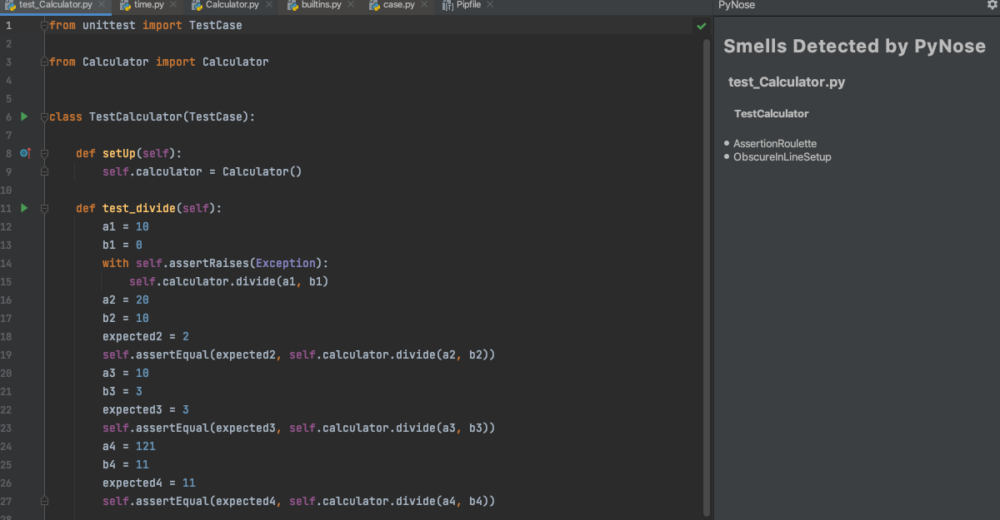 test_Calculator.py time.py Calculator.py builtins.py case.py Pipfile
PyNose
1 from unittest import TestCase
2
3 from Calculator import Calculator
4
5
6 class TestCalculator(TestCase):
7
8 def setUp(self):
9 self.calculator = Calculator()
10
11 def test_divide(self):
12 a1 = 10
13 b1 = 0
14 with self.assertRaises(Exception):
15 self.calculator.divide(a1, b1)
16 a2 = 20
17 b2 = 10
18 expected2 = 2
19 self.assertEqual(expected2, self.calculator.divide(a2, b2))
20 a3 = 10
21 b3 = 3
22 expected3 = 3
23 self.assertEqual(expected3, self.calculator.divide(a3, b3))
24 a4 = 121
25 b4 = 11
26 expected4 = 11
27 self.assertEqual(expected4, self.calculator.divide(a4, b4))
28
Smells Detected by PyNose
test_Calculator.py
TestCalculator
AssertionRoulette
ObscureInLineSetup